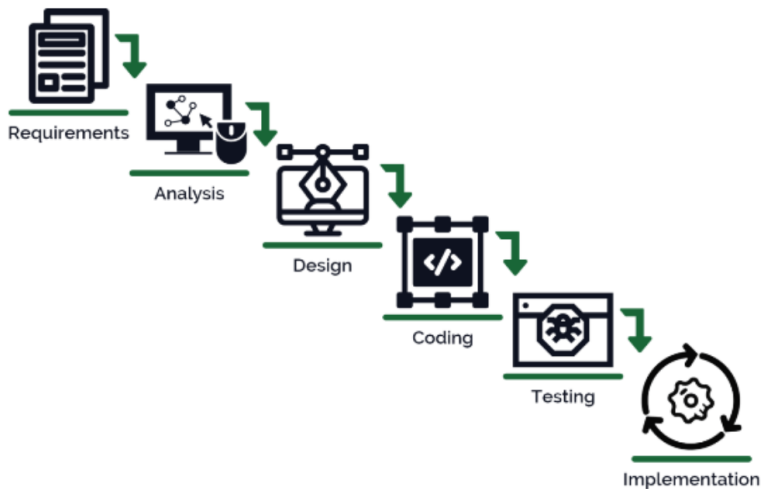 Requirements
Analysis
Design
</>
Coding
Testing
Implementation